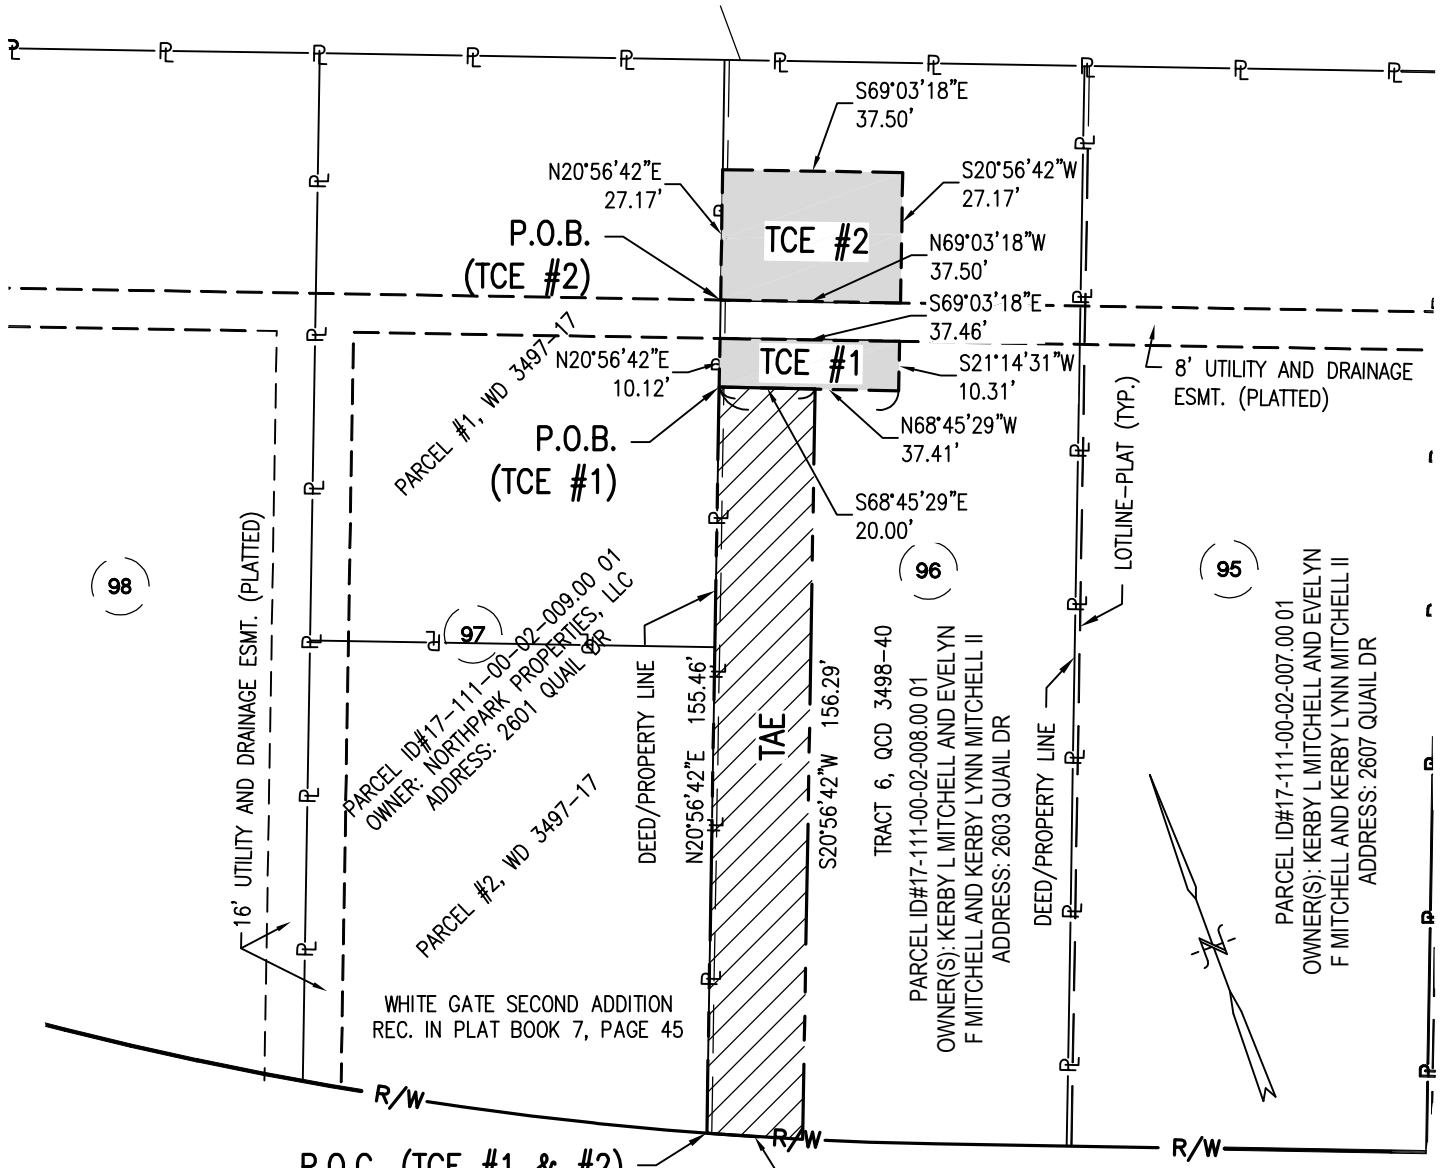 S69°03'18"E
37.50'
N20°56'42"E
27.17'
S20°56'42"W
27.17'
P.O.B.
(TCE #2)
TCE #2
N69°03'18"W
37.50'
S69°03'18"E
37.46'
N20°56'42"E
10.12'
TCE #1
S21°14'31"W
10.31'
8' UTILITY AND DRAINAGE
ESMT. (PLATTED)
P.O.B.
(TCE #1)
N68°45'29"W
37.41'
S68°45'29"E
20.00'
PARCEL #1, WD 3497-17
LOTLINE-PLAT (TYP.)
98
97
96
95
16' UTILITY AND DRAINAGE ESMT. (PLATTED)
PARCEL ID#17-111-00-02-009.00 01
OWNER: NORTHPARK PROPERTIES, LLC
ADDRESS: 2601 QUAIL DR
PARCEL #2, WD 3497-17
DEED/PROPERTY LINE
N20°56'42"E 155.46'
TAE
S20°56'42"W 156.29'
TRACT 6, QCD 3498-40
PARCEL ID#17-111-00-02-008.00 01
OWNER(S): KERBY L MITCHELL AND EVELYN
F MITCHELL AND KERBY LYNN MITCHELL II
ADDRESS: 2603 QUAIL DR
DEED/PROPERTY LINE
PARCEL ID#17-111-00-02-007.00 01
OWNER(S): KERBY L MITCHELL AND EVELYN
F MITCHELL AND KERBY LYNN MITCHELL II
ADDRESS: 2607 QUAIL DR
N
WHITE GATE SECOND ADDITION
REC. IN PLAT BOOK 7, PAGE 45
R/W
R/W
R/W
P.O.C. (TCE #1 & #2)